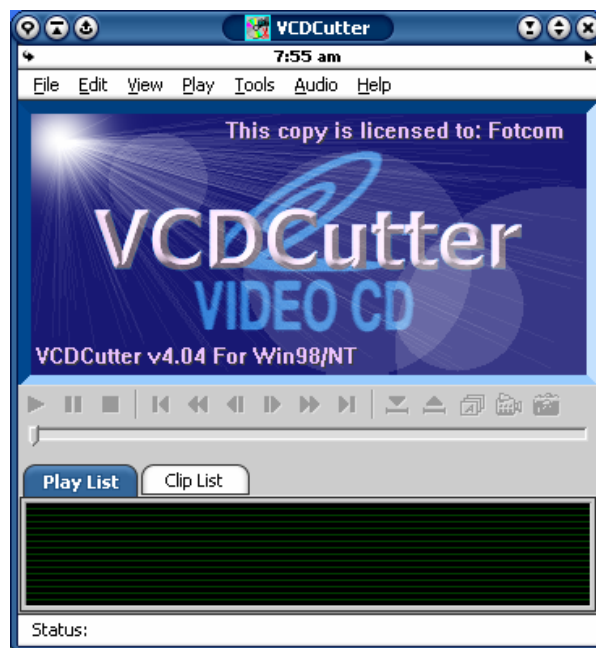 VCDCutter
7:55 am
File Edit View Play Tools Audio Help
This copy is licensed to: Fotcom
VCDCutter
VIDEO CD
VCDCutter v4.04 For Win98/NT
Play List Clip List
Status: